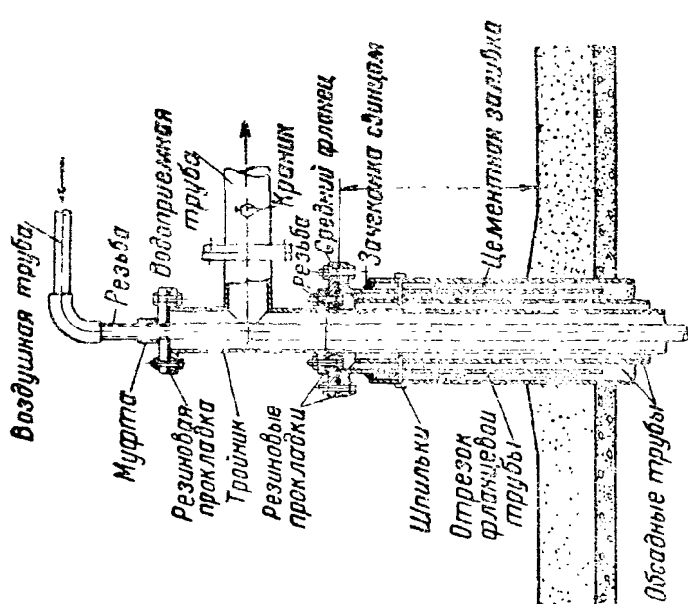 Воздушная труба
Резьба
Муфта
Резиновая
прокладка
Тройник
Водоприемная
труба
Краник
Резьба
Резиновые
прокладки
Средний фланец
Зачеканка свинцом
Шпильки
Отрезок
фланцевой
трубы
Цементная заливка
Обсадные трубы